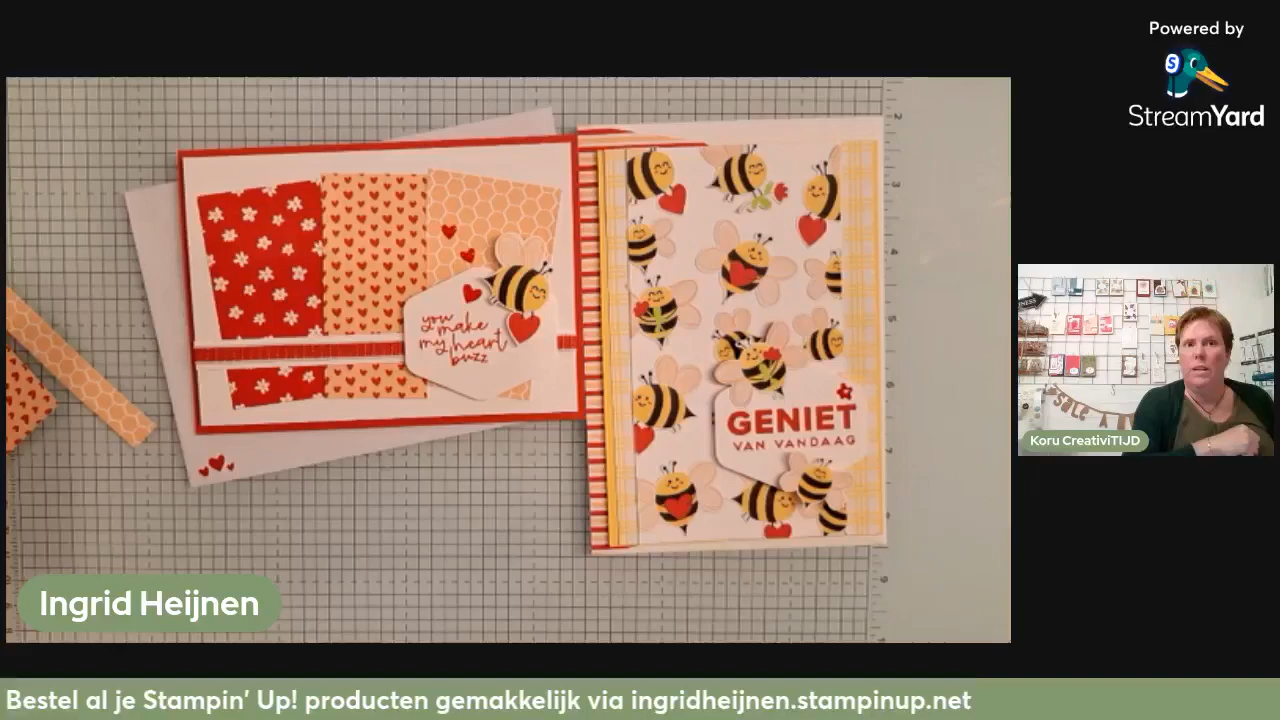 Powered by
StreamYard
you
make
my heart
buzz
GENIET
VAN VANDAAG
Koru CreativiTIJD
Ingrid Heijnen
Bestel al je Stampin' Up! producten gemakkelijk via ingridheijnen.stampinup.net